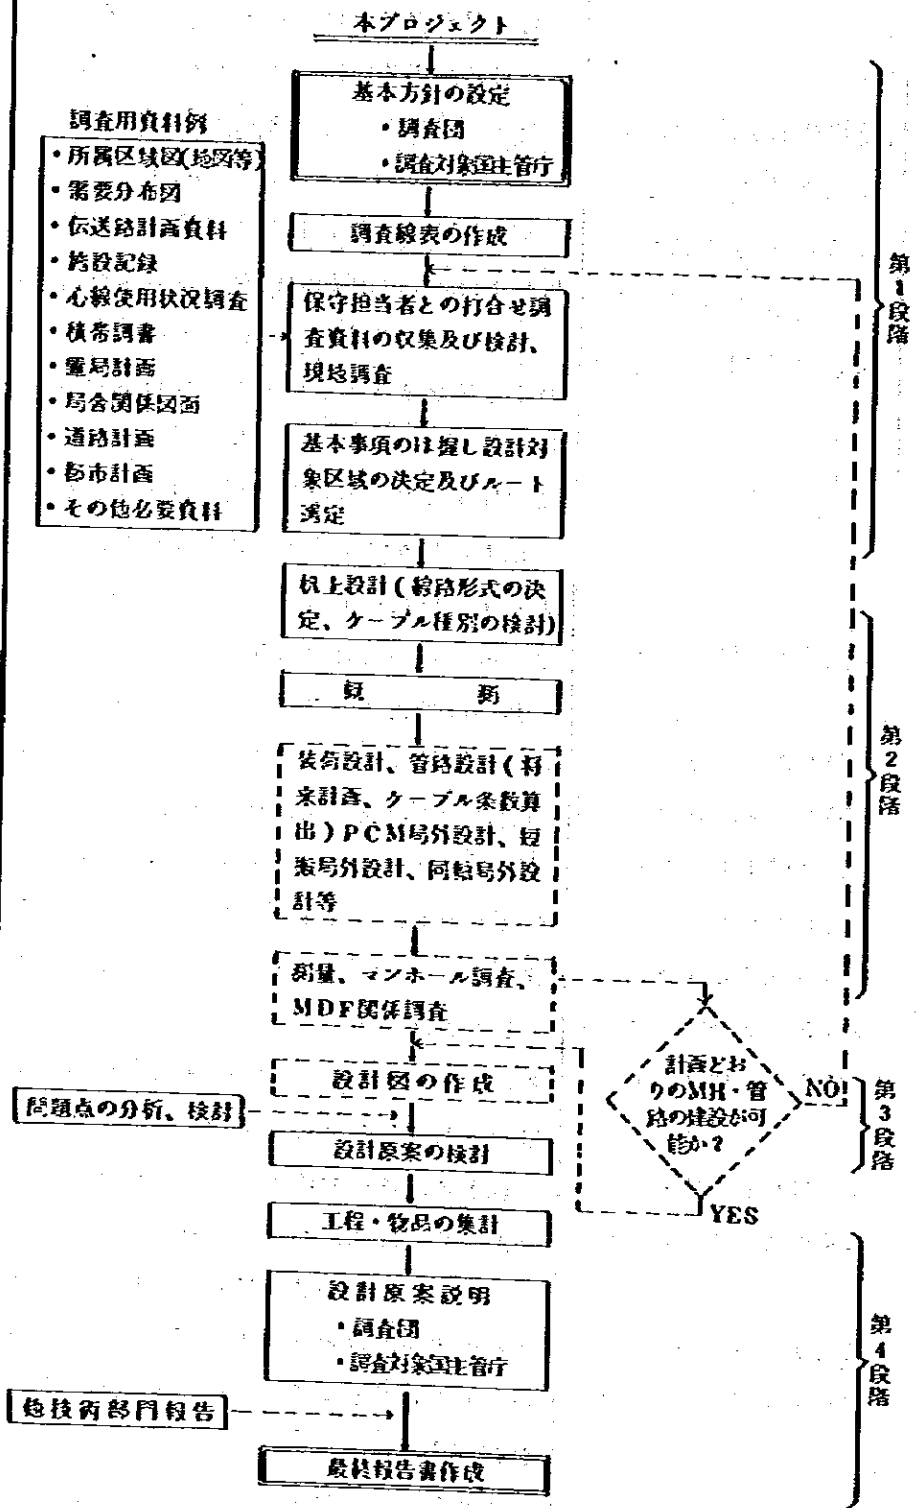 本プロジェクト
基本方針の設定
・調査団
・調査対象国主管庁
調査用資料例
・所属区域図(地図等)
・需要分布図
・伝送路計画資料
・特設記録
・心線使用状況調査
・積帯調書
・置局計画
・局舎関係図面
・道路計画
・都市計画
・その他必要資料
調査線表の作成
保守担当者との打合せ調
査資料の収集及び検討、
現地調査
基本事項のは握し設計対
象区域の決定及びルート
選定
第1段階
机上設計(線路形式の決
定、ケーブル種別の検討)
装荷設計、管路設計(将
来計画、ケーブル条数算
出)PCM局外設計、短
張局外設計、同軸局外設
計等
測量、マンホール調査、
MDF関係調査
第2段階
計画どお
りのMH・管
路の建設が可
能か?
NO
YES
設計図の作成
問題点の分析、検討
設計原案の検討
第3段階
工程・物品の集計
設計原案説明
・調査団
・調査対象国主管庁
他技術部門報告
最終報告書作成
第4段階